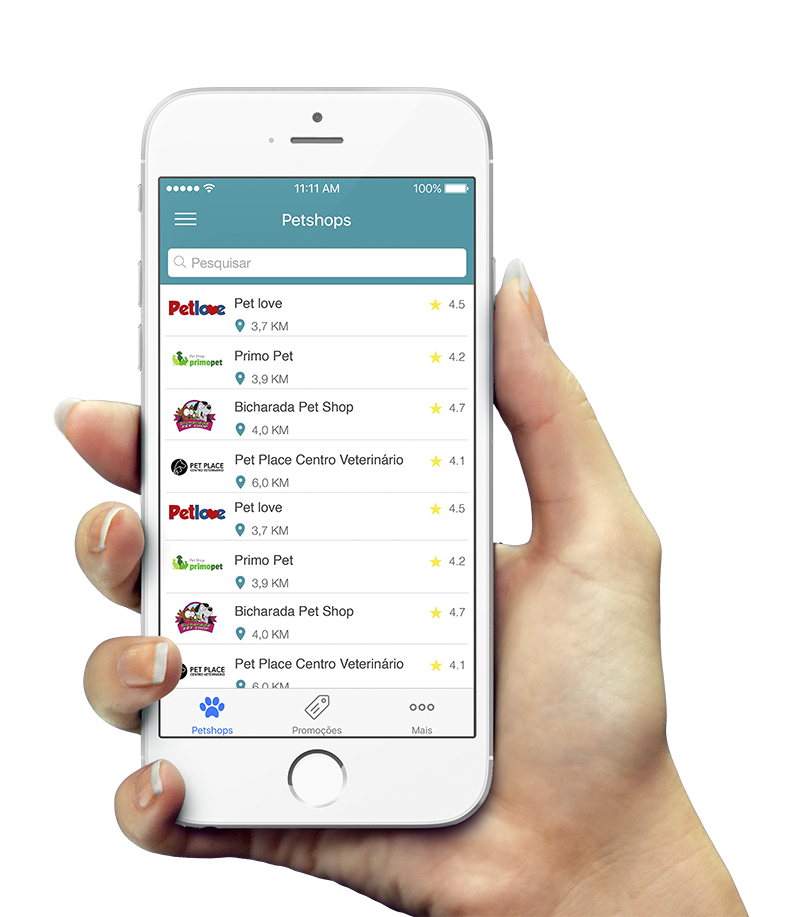 11:11 AM
100%
Petshops
Pesquisar
Petlove
Pet love
4.5
3,7 KM
Pet Shop
primopet
Primo Pet
4.2
3,9 KM
PET SHOP
Bicharada Pet Shop
4.7
4,0 KM
PET PLACE
CENTRO VETERINÁRIO
Pet Place Centro Veterinário
4.1
6,0 KM
Petlove
Pet love
4.5
3,7 KM
Pet Shop
primopet
Primo Pet
4.2
3,9 KM
PET SHOP
Bicharada Pet Shop
4.7
4,0 KM
PET PLACE
CENTRO VETERINÁRIO
Pet Place Centro Veterinário
4.1
6,0 KM
Petshops
Promoções
Mais